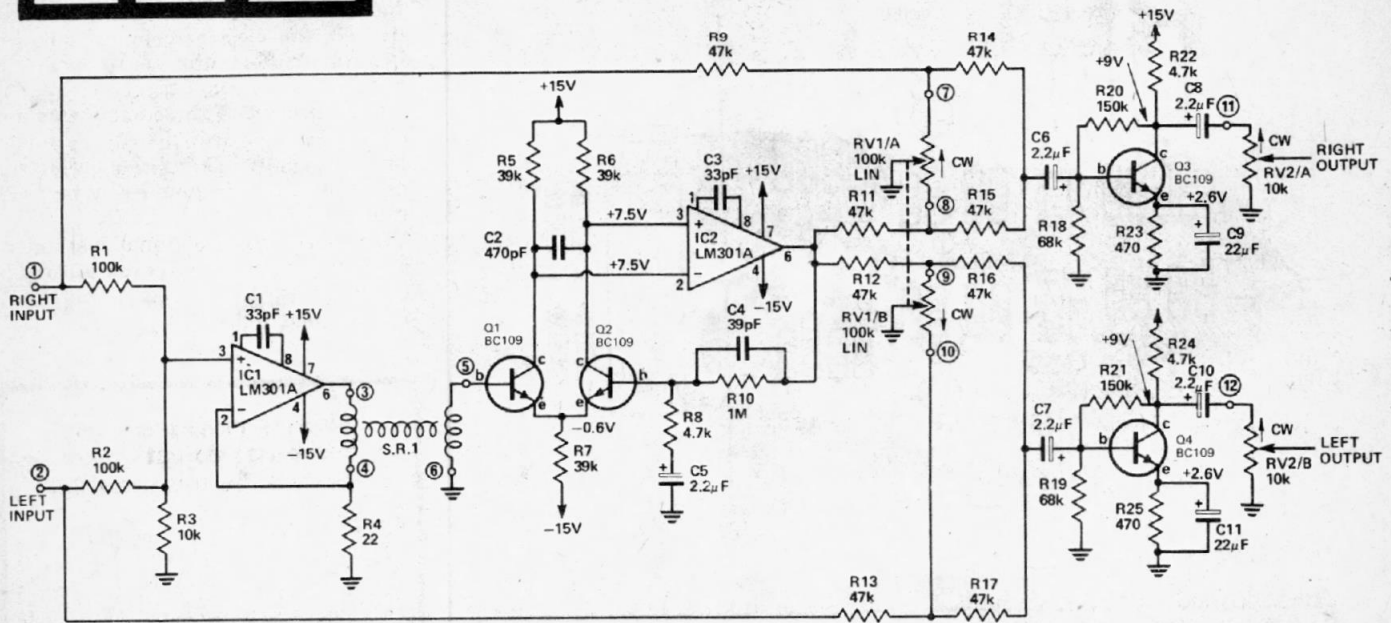 +15V
R9
47k
R14
47k
R22
4.7k
+9V
C8
2.2μF
⑪
R20
150k
+15V
⑦
C6
2.2μF
CW
RIGHT
OUTPUT
RV2/A
10k
R5
39k
R6
39k
C3
33pF
+15V
RV1/A
100k
LIN
CW
b
c
e
Q3
BC109
+2.6V
1
8
⑧
R11
47k
R15
47k
+7.5V
3
+
7
IC2
LM301A
6
4
−
2
C2
470pF
+7.5V
−15V
R18
68k
R23
470
+
C9
22μF
①
RIGHT
INPUT
R1
100k
R12
47k
⑨
R16
47k
C1
33pF
+15V
1
8
C4
39pF
RV1/B
100k
LIN
CW
⑩
3
+
7
IC1
LM301A
6
4
−
2
−15V
③
Q1
BC109
Q2
BC109
⑤
b
c
e
c
e
b
R10
1M
−0.6V
R8
4.7k
+9V
R24
4.7k
R21
150k
C10
2.2μF
⑫
S.R.1
④
⑥
R7
39k
+
C5
2.2μF
−15V
C7
2.2μF
b
c
e
Q4
BC109
+2.6V
CW
LEFT
OUTPUT
RV2/B
10k
②
LEFT
INPUT
R2
100k
R3
10k
R4
22
R19
68k
R25
470
+
C11
22μF
R13
47k
R17
47k